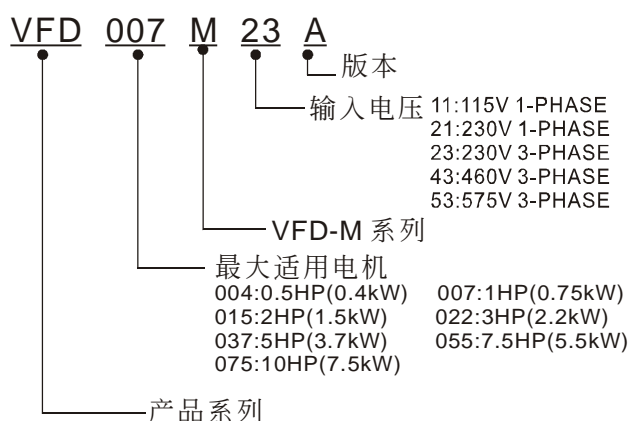 VFD 007 M 23 A
版本
输入电压 11:115V 1-PHASE
21:230V 1-PHASE
23:230V 3-PHASE
43:460V 3-PHASE
53:575V 3-PHASE
VFD-M 系列
最大适用电机
004:0.5HP(0.4kW) 007:1HP(0.75kW)
015:2HP(1.5kW) 022:3HP(2.2kW)
037:5HP(3.7kW) 055:7.5HP(5.5kW)
075:10HP(7.5kW)
产品系列